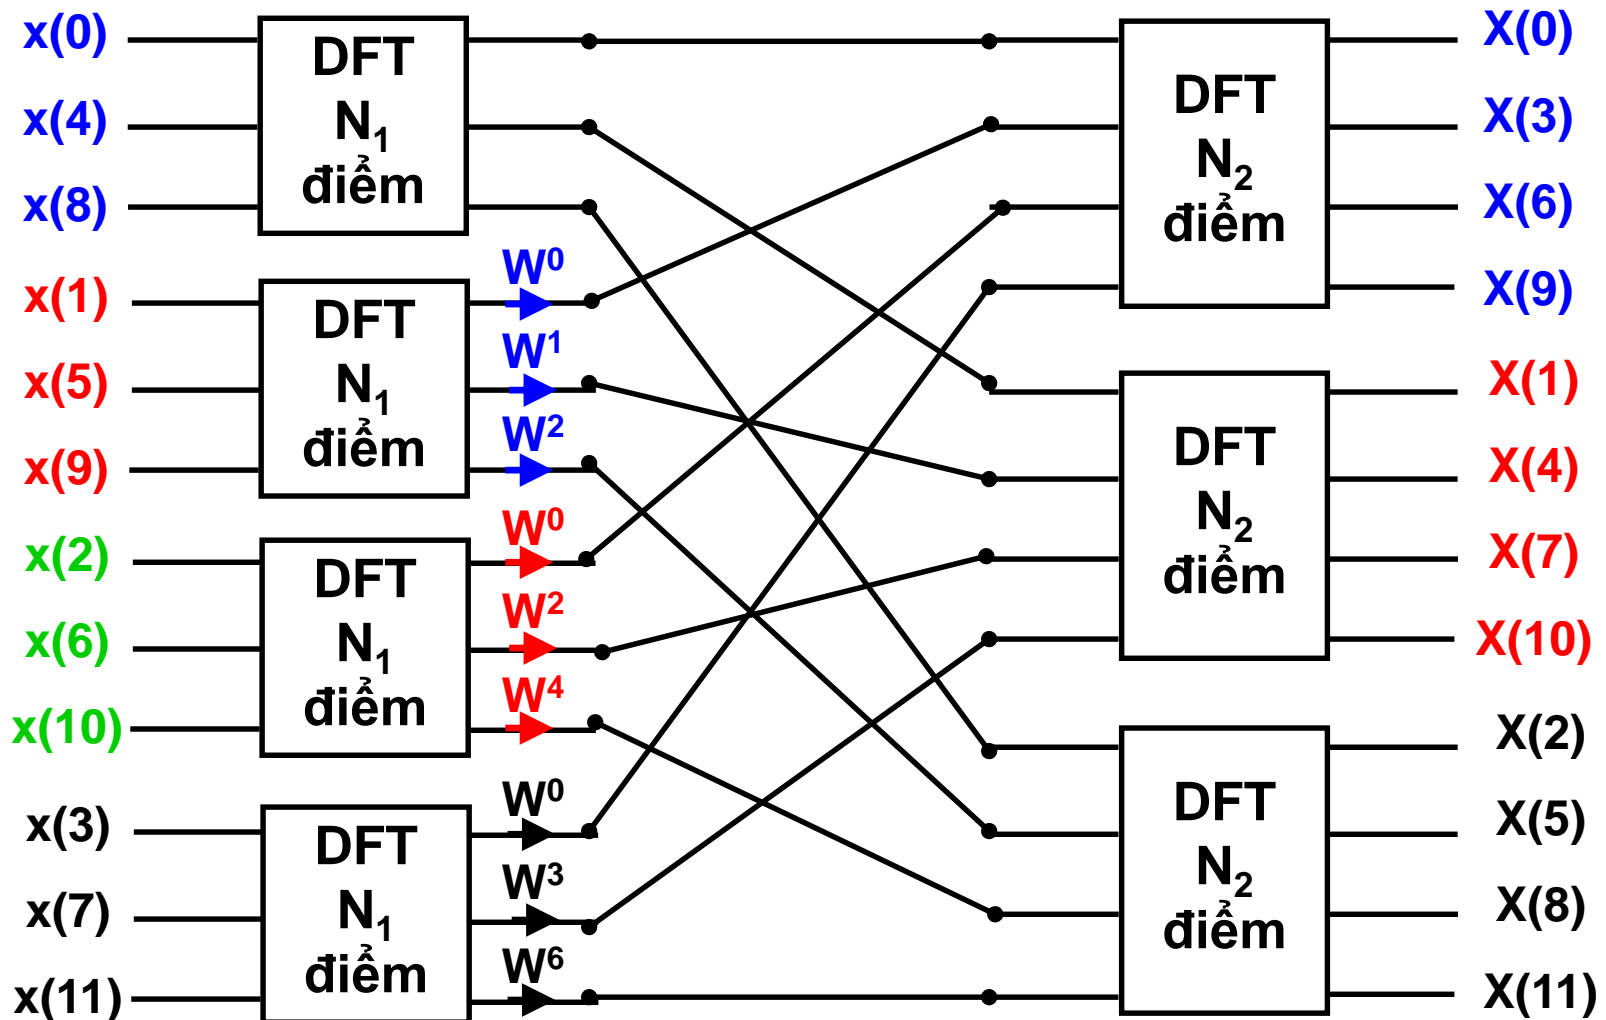 x(0)
x(4)
x(8)
DFT
N₁
điểm
x(1)
x(5)
x(9)
DFT
N₁
điểm
W⁰
W¹
W²
x(2)
x(6)
x(10)
DFT
N₁
điểm
W⁰
W²
W⁴
x(3)
x(7)
x(11)
DFT
N₁
điểm
W⁰
W³
W⁶
DFT
N₂
điểm
X(0)
X(3)
X(6)
X(9)
DFT
N₂
điểm
X(1)
X(4)
X(7)
X(10)
DFT
N₂
điểm
X(2)
X(5)
X(8)
X(11)